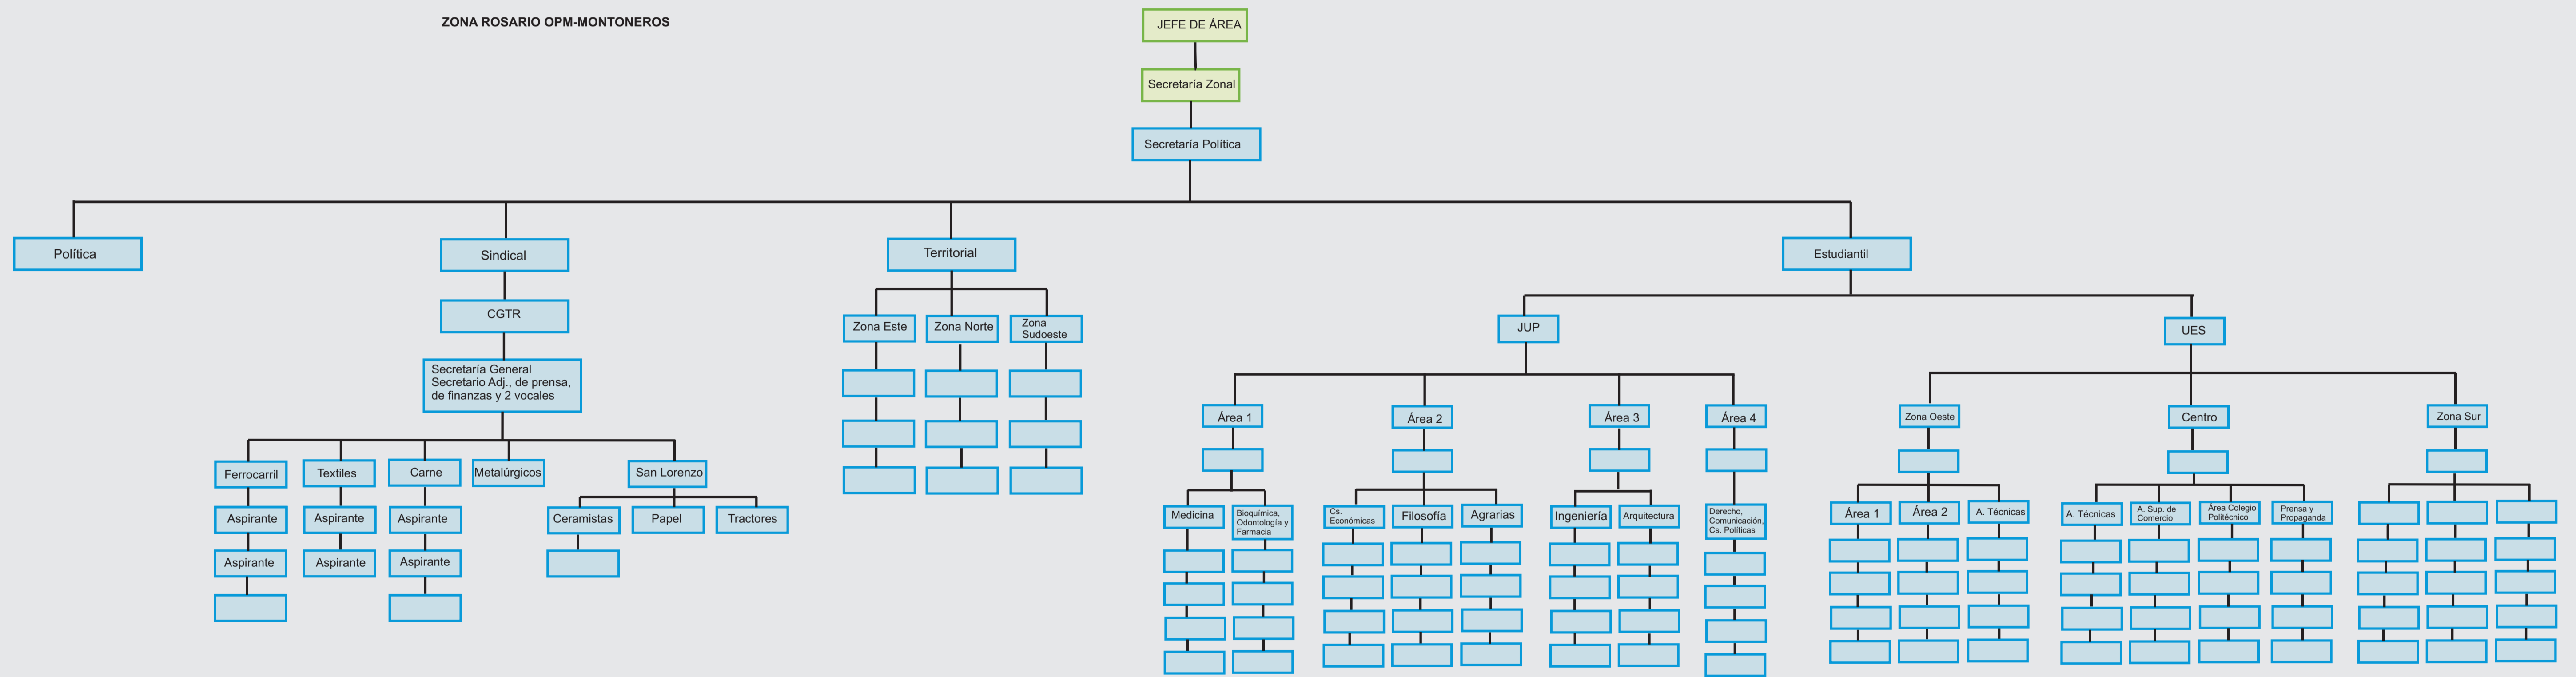 ZONA ROSARIO OPM-MONTONEROS
JEFE DE ÁREA
Secretaría Zonal
Secretaría Política
Política
Sindical
Territorial
Estudiantil
CGTR
Secretaría General
Secretario Adj., de prensa,
de finanzas y 2 vocales
Ferrocarril
Textiles
Carne
Metalúrgicos
San Lorenzo
Aspirante
Aspirante
Aspirante
Ceramistas
Papel
Tractores
Aspirante
Aspirante
Aspirante
Zona Este
Zona Norte
Zona
Sudoeste
JUP
UES
Área 1
Área 2
Área 3
Área 4
Medicina
Bioquímica,
Odontología y
Farmacia
Cs.
Económicas
Filosofía
Agrarias
Ingeniería
Arquitectura
Derecho,
Comunicación,
Cs. Políticas
Zona Oeste
Centro
Zona Sur
Área 1
Área 2
A. Técnicas
A. Técnicas
A. Sup. de
Comercio
Área Colegio
Politécnico
Prensa y
Propaganda